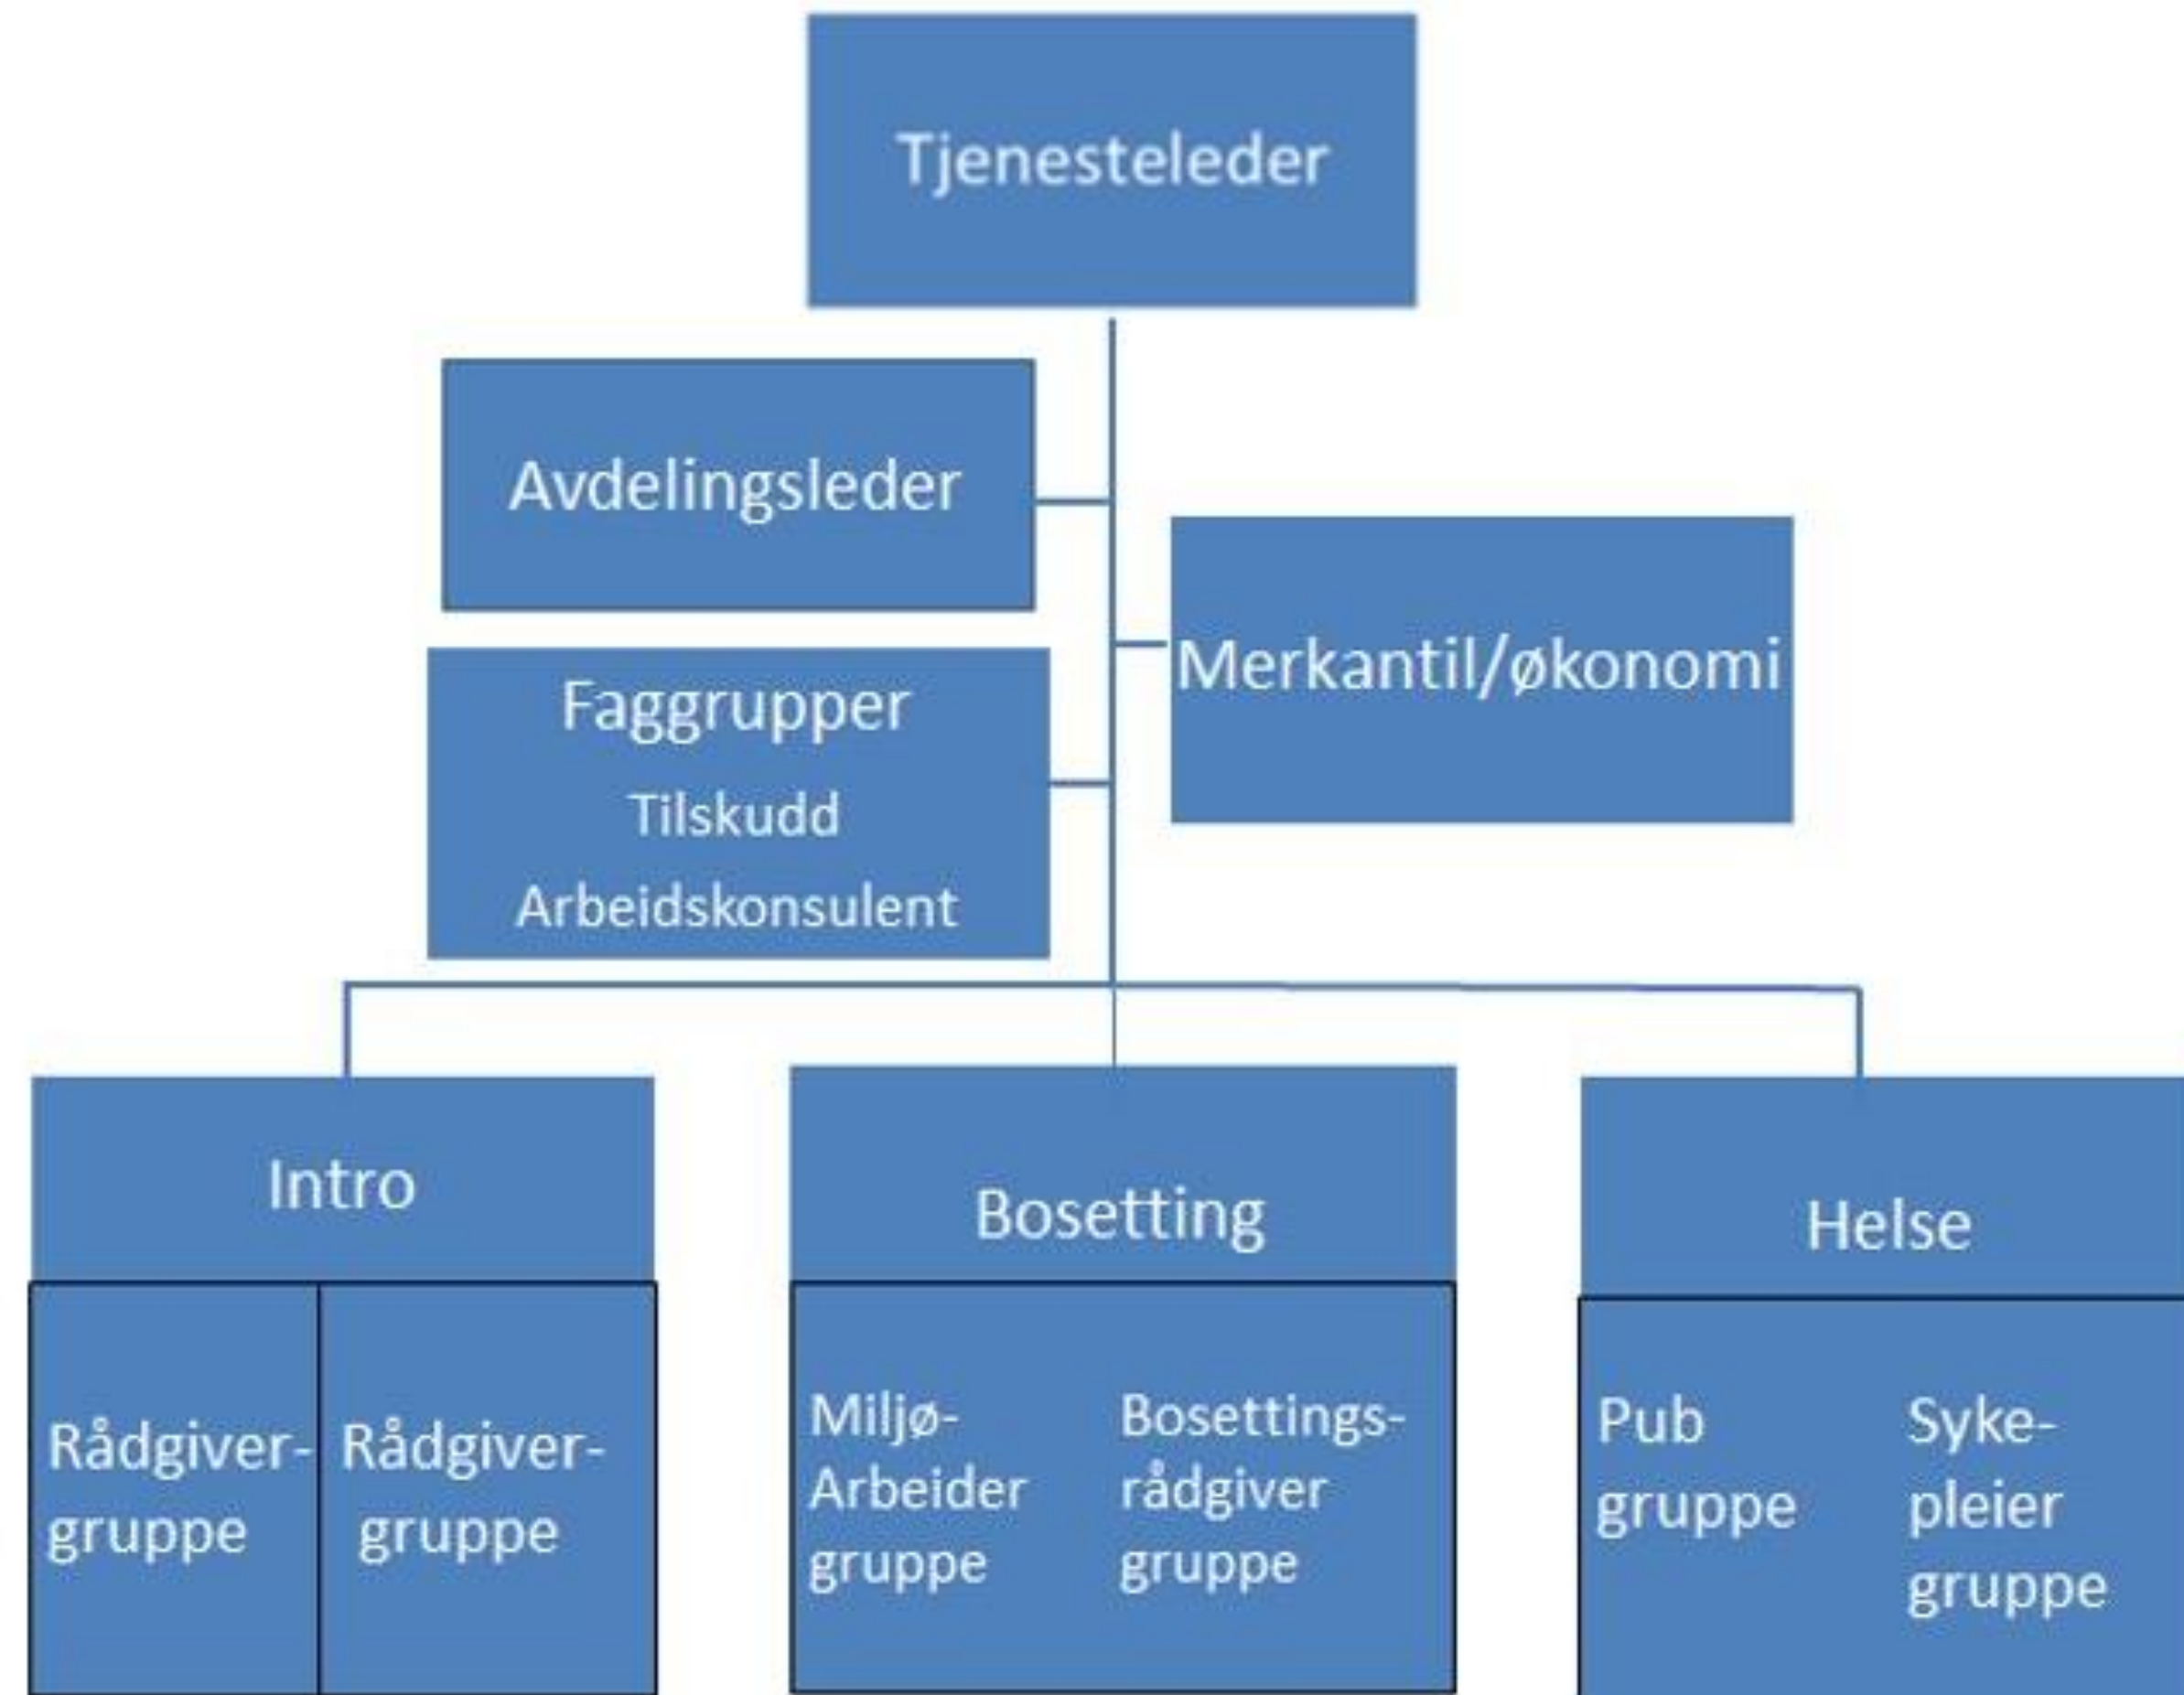 Tjenesteleder
Avdelingsleder
Merkantil/økonomi
Faggrupper
Tilskudd
Arbeidskonsulent
Intro
Rådgiver-
gruppe
Rådgiver-
gruppe
Bosetting
Miljø-
Arbeider
gruppe
Bosettings-
rådgiver
gruppe
Helse
Pub
gruppe
Syke-
pleier
gruppe